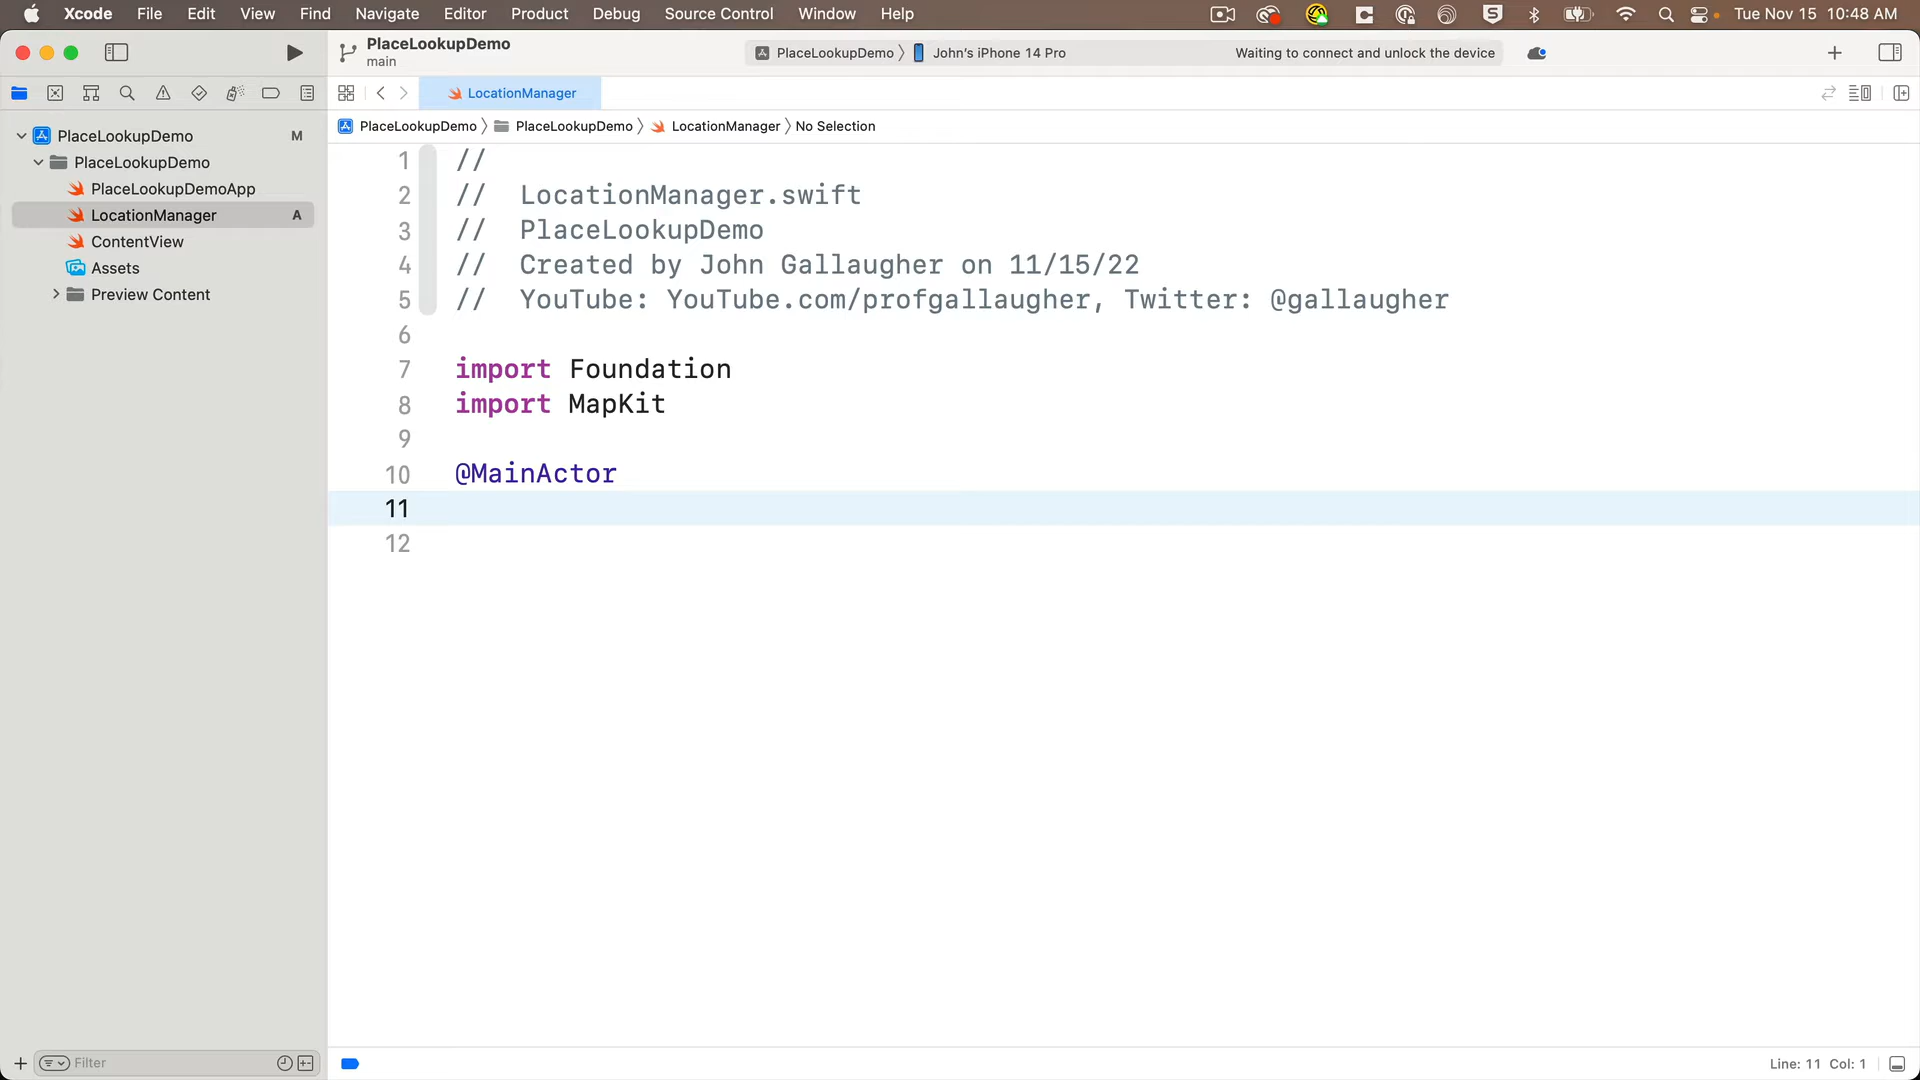 Xcode File Edit View Find Navigate Editor Product Debug Source Control Window Help Tue Nov 15 10:48 AM
PlaceLookupDemo
main
PlaceLookupDemo John's iPhone 14 Pro Waiting to connect and unlock the device
LocationManager
PlaceLookupDemo PlaceLookupDemo LocationManager No Selection
PlaceLookupDemo M
PlaceLookupDemo
PlaceLookupDemoApp
LocationManager A
ContentView
Assets
Preview Content
1 //
2 // LocationManager.swift
3 // PlaceLookupDemo
4 // Created by John Gallaugher on 11/15/22
5 // YouTube: YouTube.com/profgallaugher, Twitter: @gallaugher
6
7 import Foundation
8 import MapKit
9
10 @MainActor
11
12
Filter
Line: 11 Col: 1